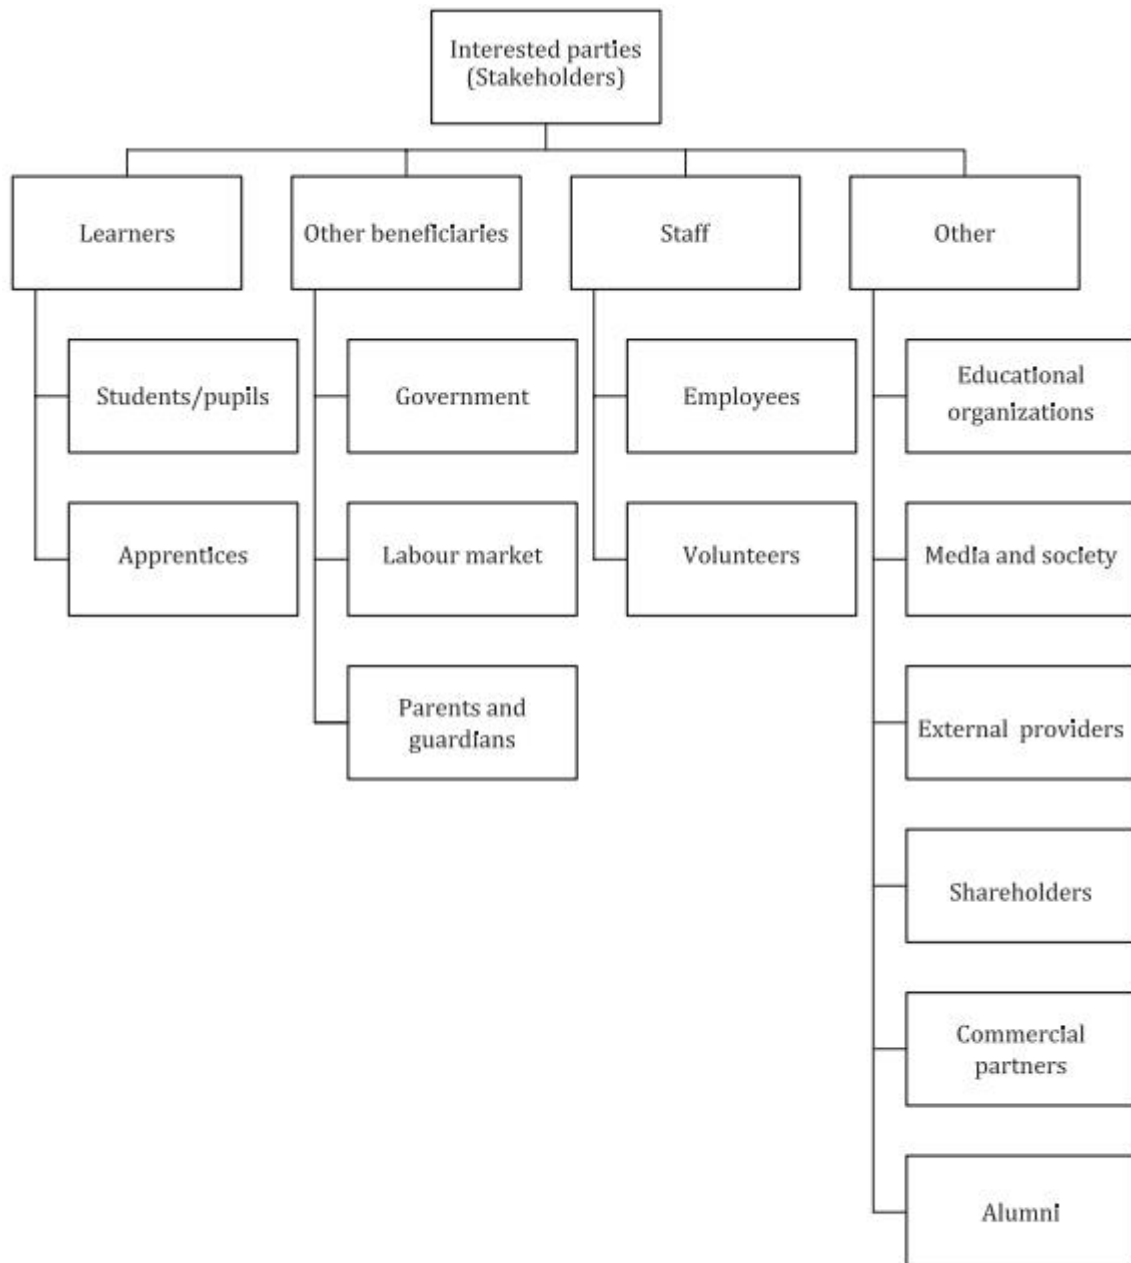 Interested parties
(Stakeholders)
Learners
Other beneficiaries
Staff
Other
Students/pupils
Government
Employees
Educational
organizations
Apprentices
Labour market
Volunteers
Media and society
Parents and
guardians
External providers
Shareholders
Commercial
partners
Alumni